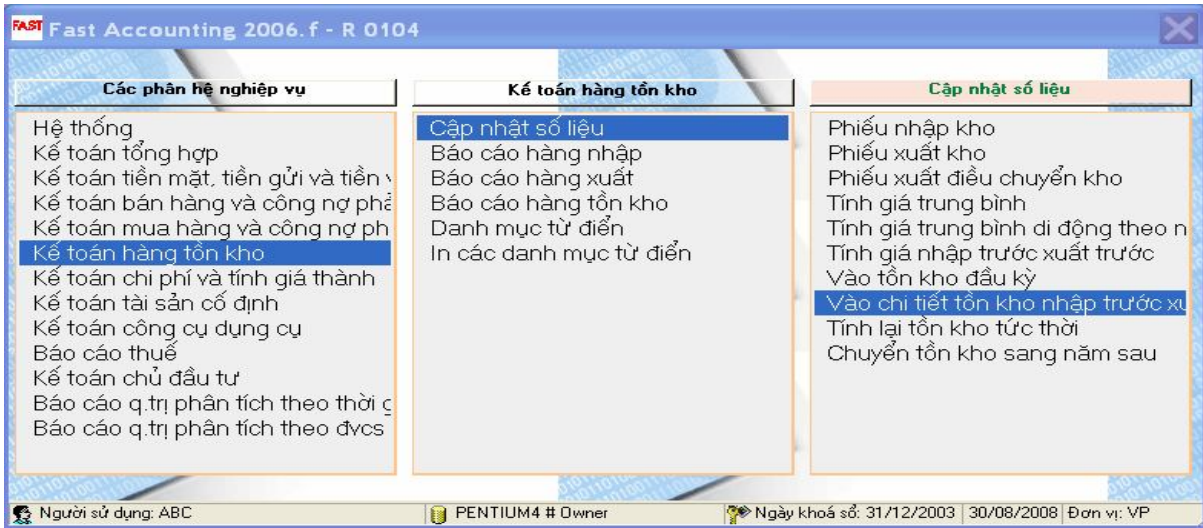 FAST Fast Accounting 2006.f - R 0104
Các phân hệ nghiệp vụ
Hệ thống
Kế toán tổng hợp
Kế toán tiền mặt, tiền gửi và tiền v
Kế toán bán hàng và công nợ phả
Kế toán mua hàng và công nợ ph
Kế toán hàng tồn kho
Kế toán chi phí và tính giá thành
Kế toán tài sản cố định
Kế toán công cụ dụng cụ
Báo cáo thuế
Kế toán chủ đầu tư
Báo cáo q.trị phân tích theo thời g
Báo cáo q.trị phân tích theo đvcs
Kế toán hàng tồn kho
Cập nhật số liệu
Báo cáo hàng nhập
Báo cáo hàng xuất
Báo cáo hàng tồn kho
Danh mục từ điển
In các danh mục từ điển
Cập nhật số liệu
Phiếu nhập kho
Phiếu xuất kho
Phiếu xuất điều chuyển kho
Tính giá trung bình
Tính giá trung bình di động theo n
Tính giá nhập trước xuất trước
Vào tồn kho đầu kỳ
Vào chi tiết tồn kho nhập trước xu
Tính lại tồn kho tức thời
Chuyển tồn kho sang năm sau
Người sử dụng: ABC
PENTIUM4 # Owner
Ngày khoá sổ: 31/12/2003
30/08/2008
Đơn vị: VP